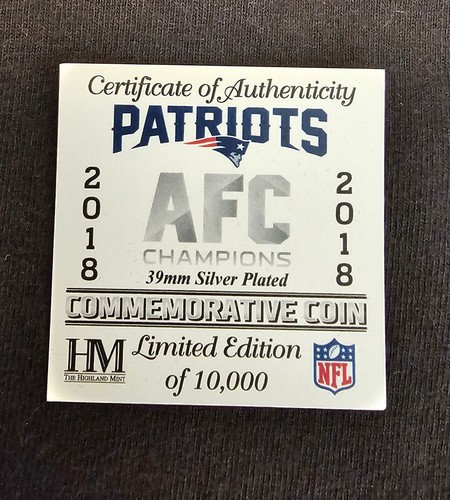 Certificate of Authenticity
PATRIOTS
2018
AFC
2018
CHAMPIONS
39mm Silver Plated
COMMEMORATIVE COIN
HM
THE HIGHLAND MINT
Limited Edition
of 10,000
NFL